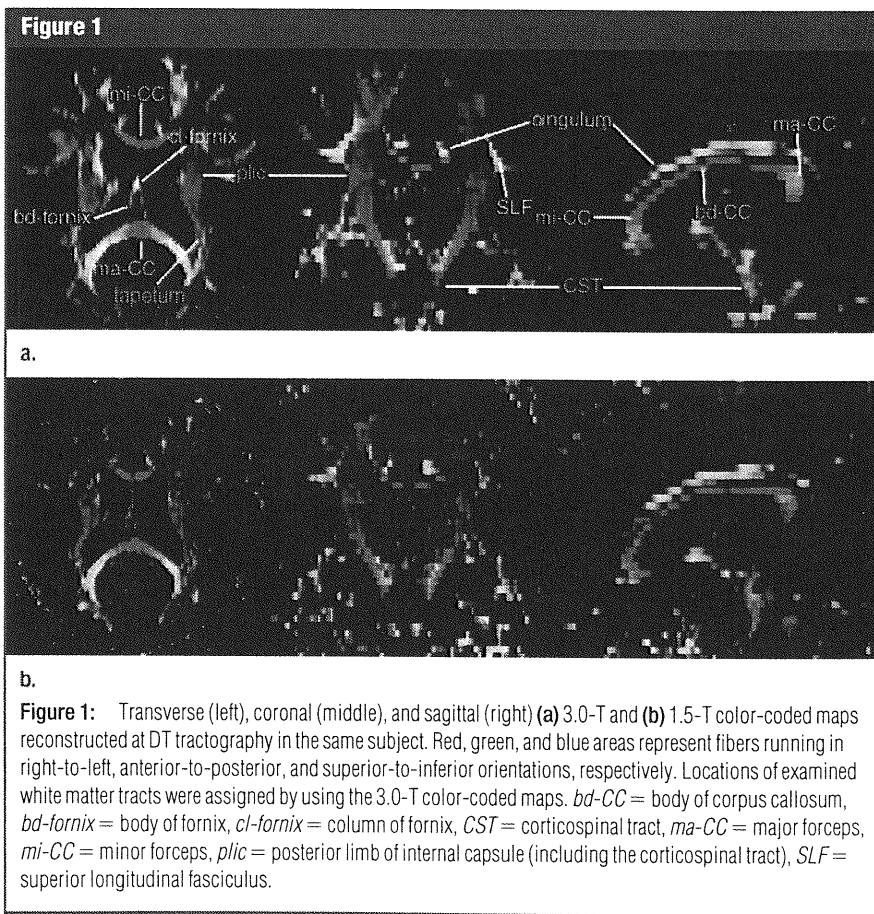 Figure 1
mi-CC
cl-fornix
plic
bd-fornix
ma-CC
tapetum
cingulum
SLF
CST
ma-CC
bd-CC
mi-CC
a.
b.
Figure 1: Transverse (left), coronal (middle), and sagittal (right) (a) 3.0-T and (b) 1.5-T color-coded maps
reconstructed at DT tractography in the same subject. Red, green, and blue areas represent fibers running in
right-to-left, anterior-to-posterior, and superior-to-inferior orientations, respectively. Locations of examined
white matter tracts were assigned by using the 3.0-T color-coded maps. bd-CC = body of corpus callosum,
bd-fornix = body of fornix, cl-fornix = column of fornix, CST = corticospinal tract, ma-CC = major forceps,
mi-CC = minor forceps, plic = posterior limb of internal capsule (including the corticospinal tract), SLF =
superior longitudinal fasciculus.